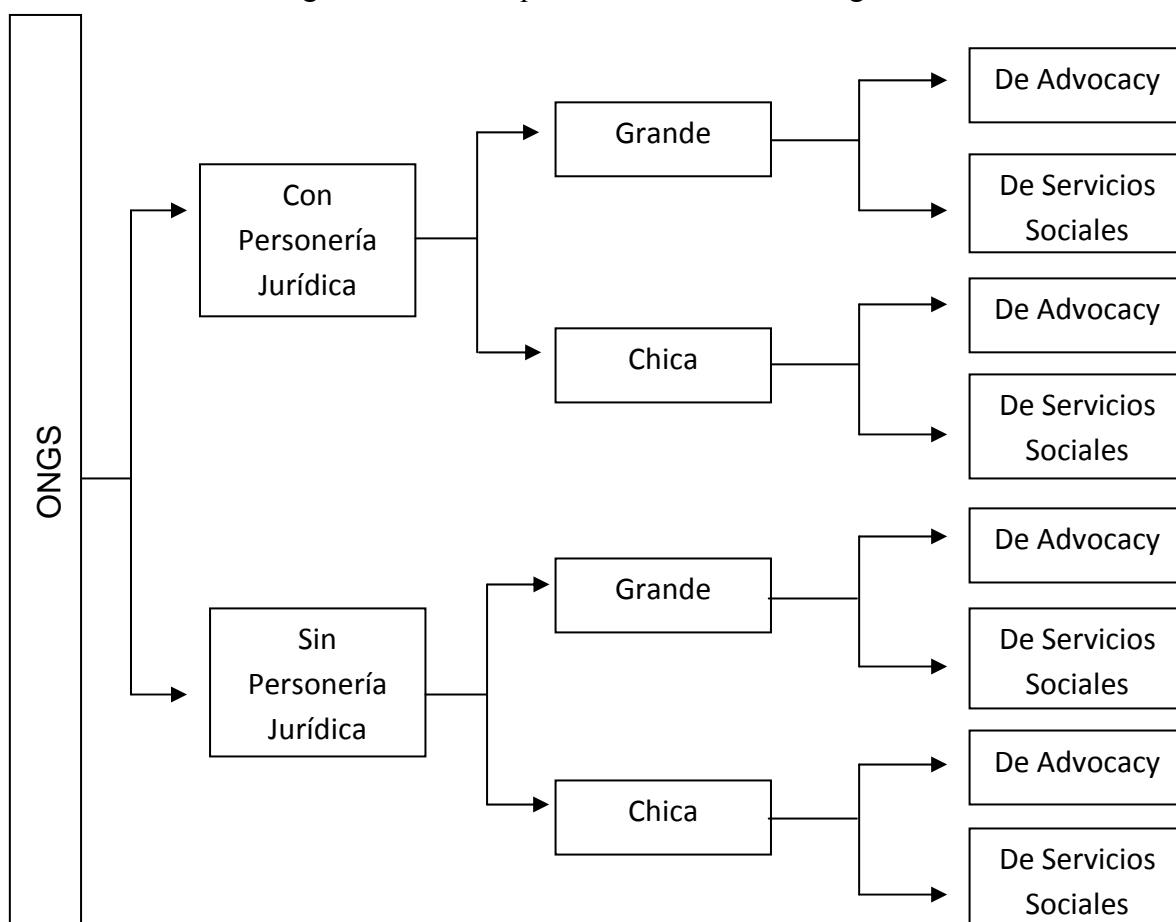 De Advocacy
Grande
De Servicios
Sociales
Con
Personería
Jurídica
De Advocacy
Chica
De Servicios
Sociales
ONGS
De Advocacy
Grande
De Servicios
Sociales
Sin
Personería
Jurídica
De Advocacy
Chica
De Servicios
Sociales